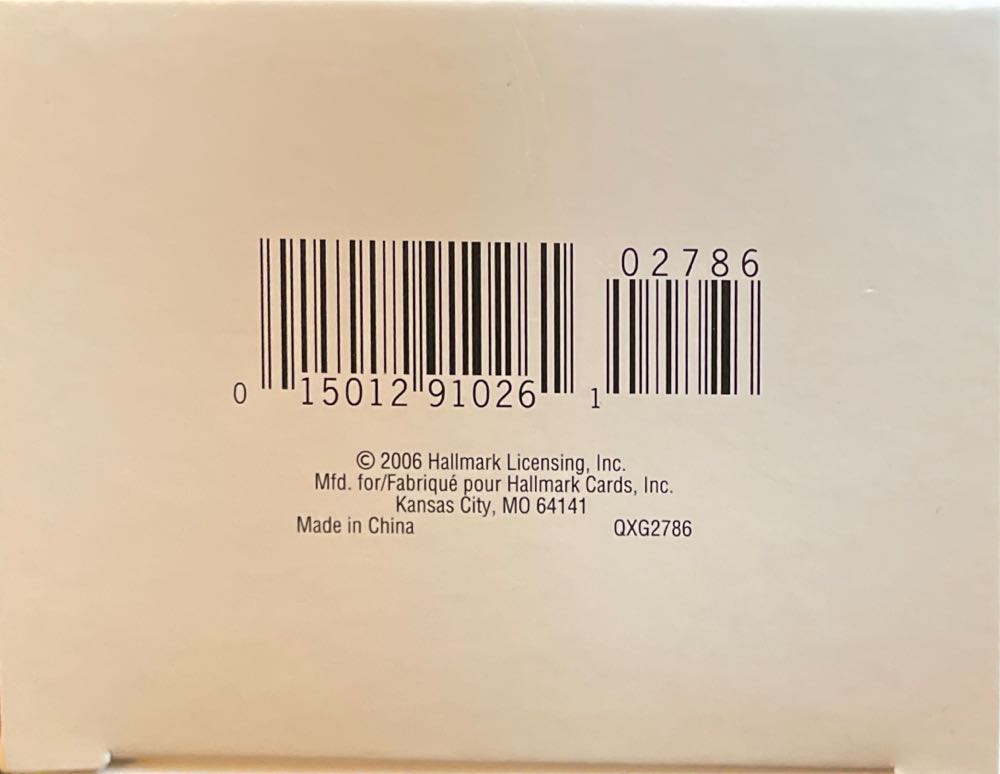 02786
0 15012 91026 1
© 2006 Hallmark Licensing, Inc.
Mfd. for/Fabriqué pour Hallmark Cards, Inc.
Kansas City, MO 64141
Made in China QXG2786